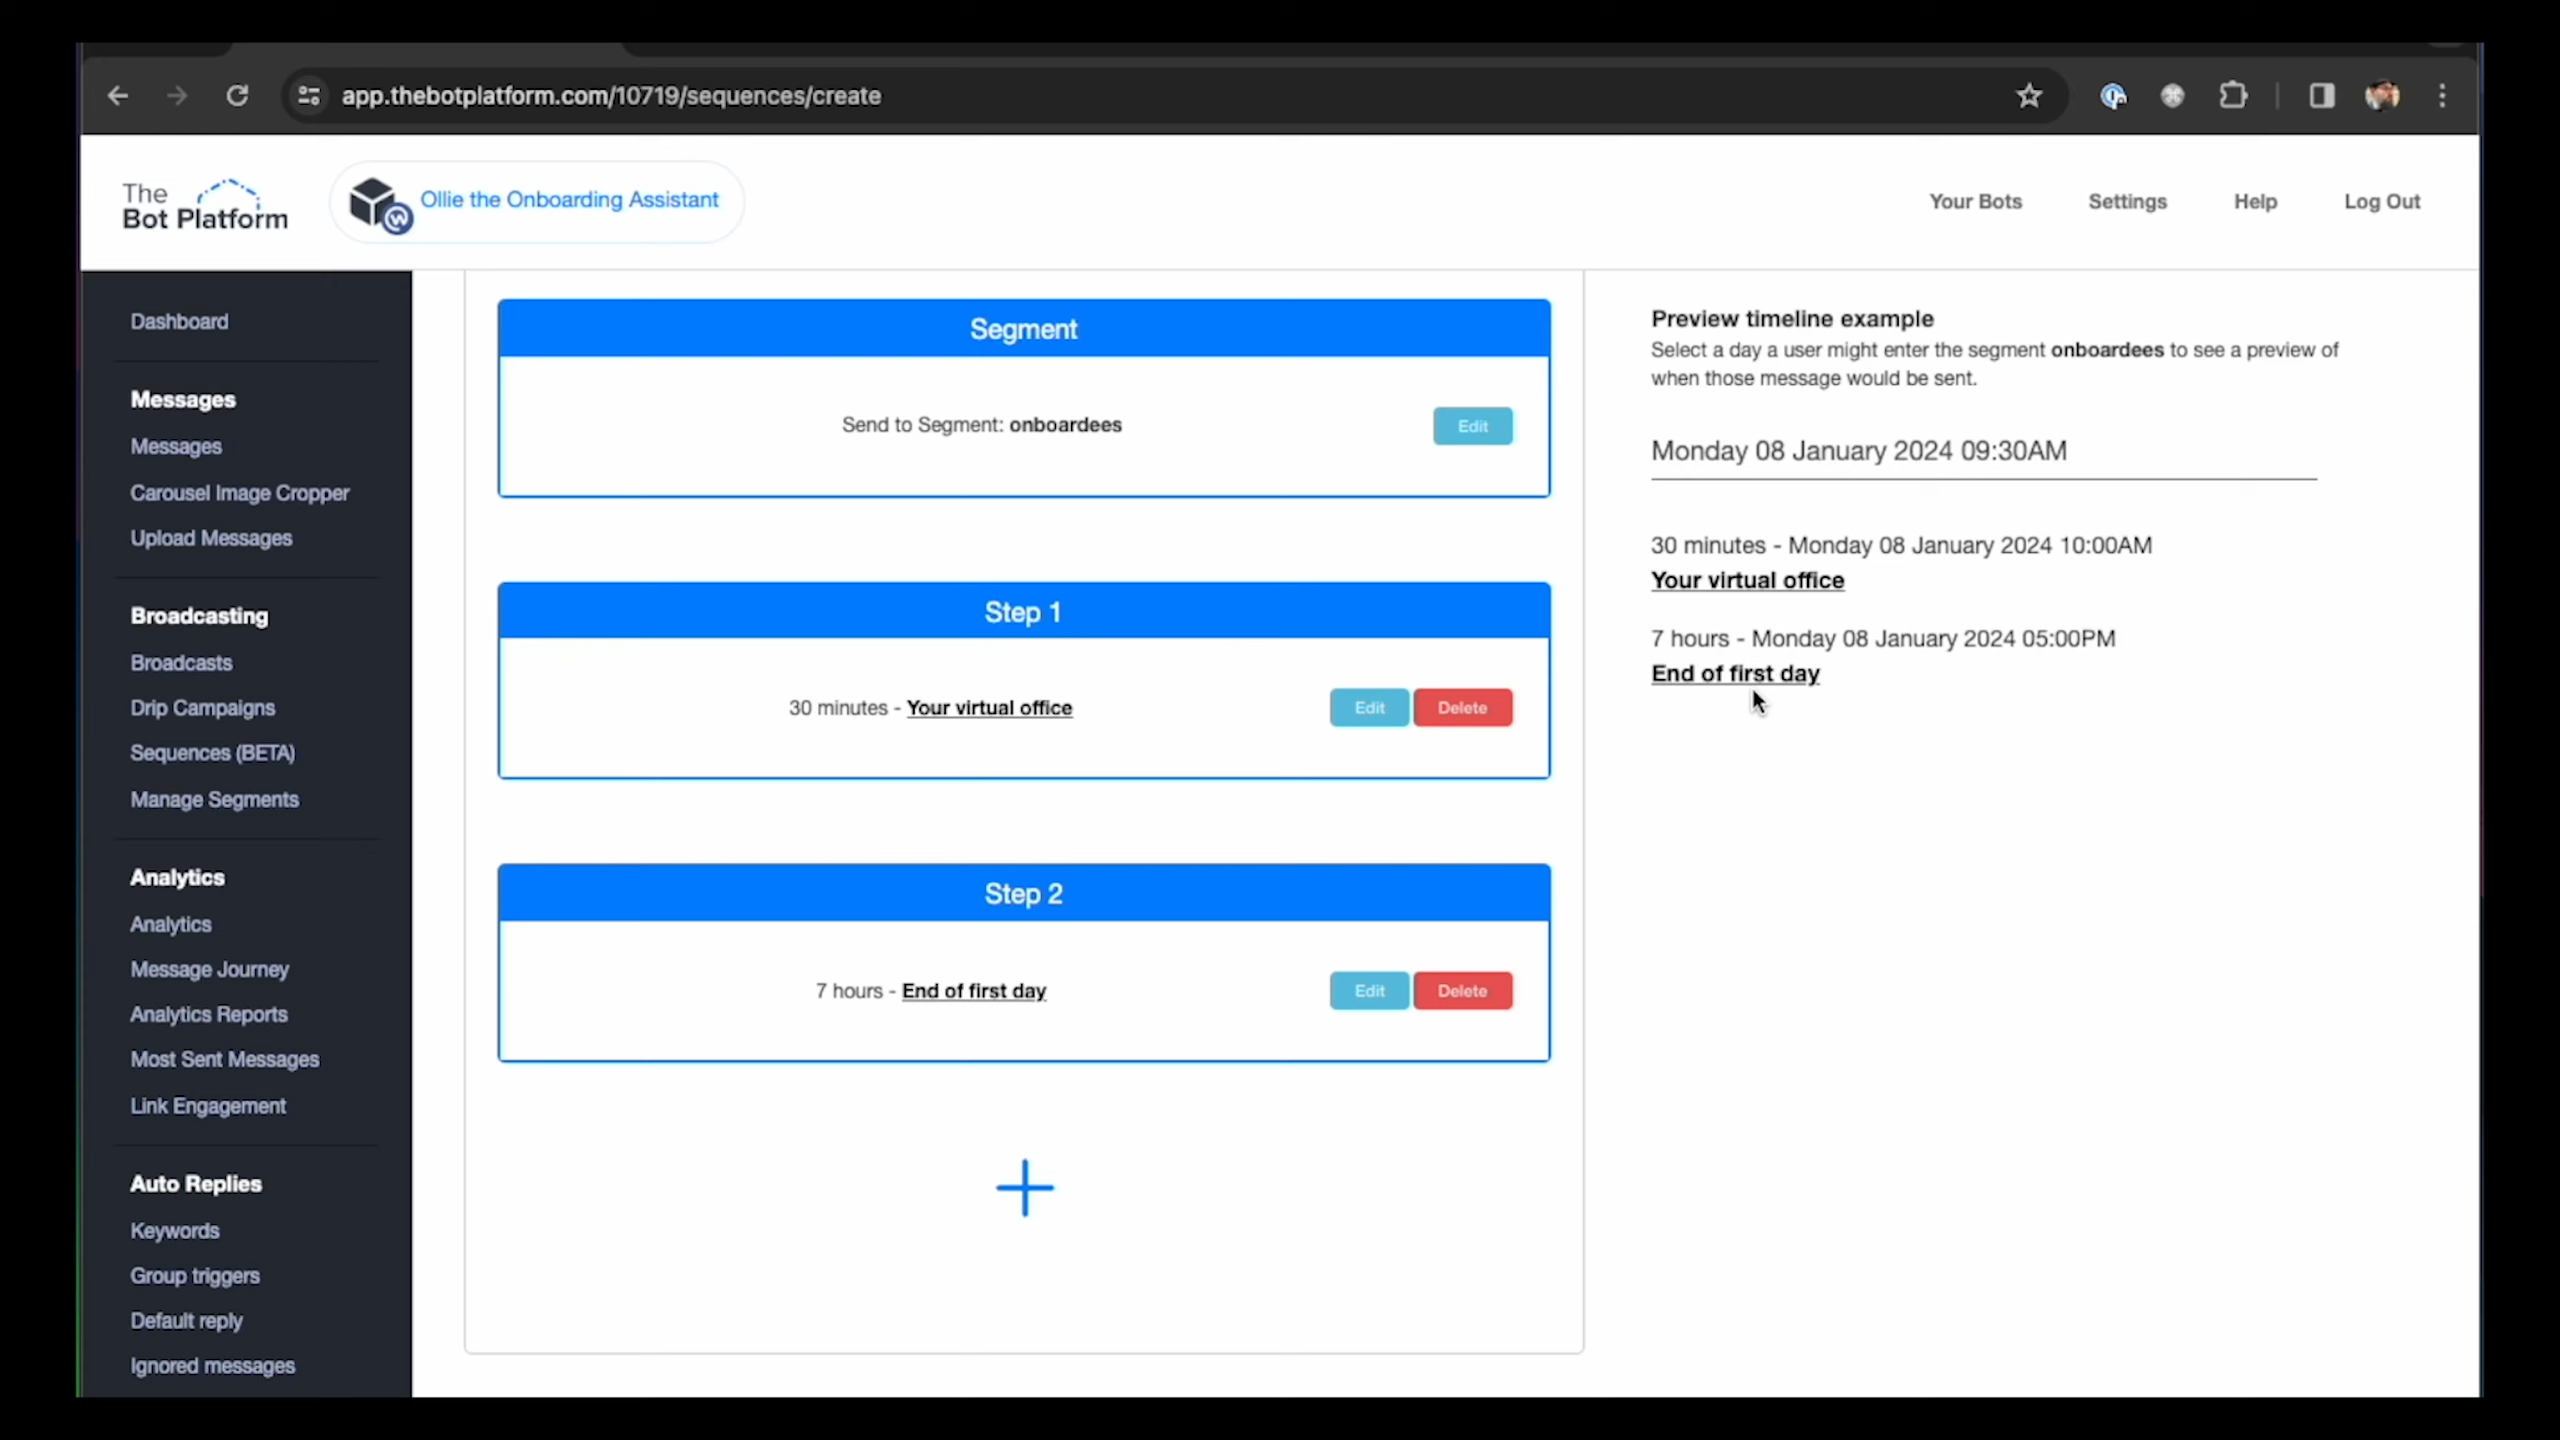 app.thebotplatform.com/10719/sequences/create
The
Bot Platform
Ollie the Onboarding Assistant
Your Bots
Settings
Help
Log Out
Dashboard
Messages
Messages
Carousel Image Cropper
Upload Messages
Broadcasting
Broadcasts
Drip Campaigns
Sequences (BETA)
Manage Segments
Analytics
Analytics
Message Journey
Analytics Reports
Most Sent Messages
Link Engagement
Auto Replies
Keywords
Group triggers
Default reply
Ignored messages
Segment
Send to Segment: onboardees
Edit
Step 1
30 minutes - Your virtual office
Edit
Delete
Step 2
7 hours - End of first day
Edit
Delete
Preview timeline example
Select a day a user might enter the segment onboardees to see a preview of
when those message would be sent.
Monday 08 January 2024 09:30AM
30 minutes - Monday 08 January 2024 10:00AM
Your virtual office
7 hours - Monday 08 January 2024 05:00PM
End of first day